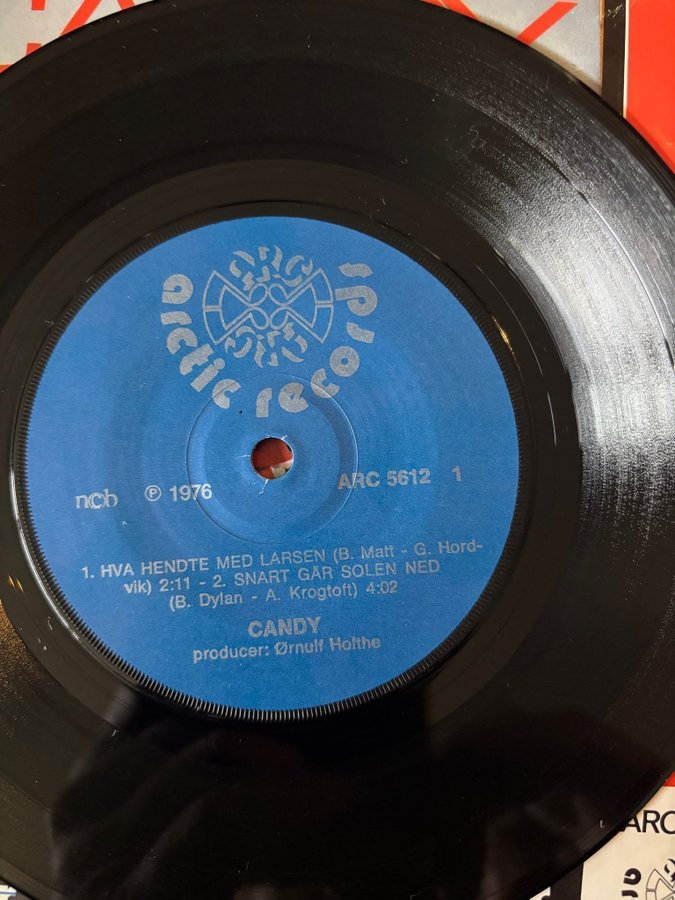 arctic records
ncb ℗ 1976 ARC 5612 1
1. HVA HENDTE MED LARSEN (B. Matt - G. Hord-
vik) 2:11 - 2. SNART GÅR SOLEN NED
(B. Dylan - A. Krogtoft) 4:02
CANDY
producer: Ørnulf Holthe
ARC